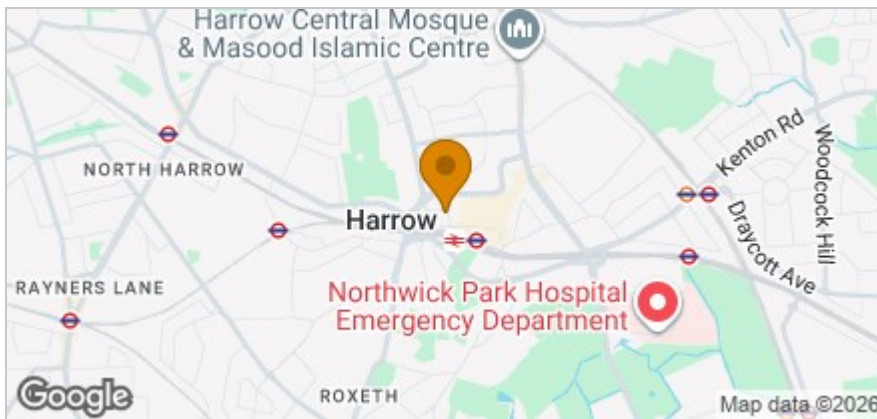 Harrow Central Mosque
& Masood Islamic Centre
Kenton Rd
Woodcock Hill
NORTH HARROW
Draycott Ave
Harrow
RAYNERS LANE
Northwick Park Hospital
Emergency Department
ROXETH
Google
Map data ©2026